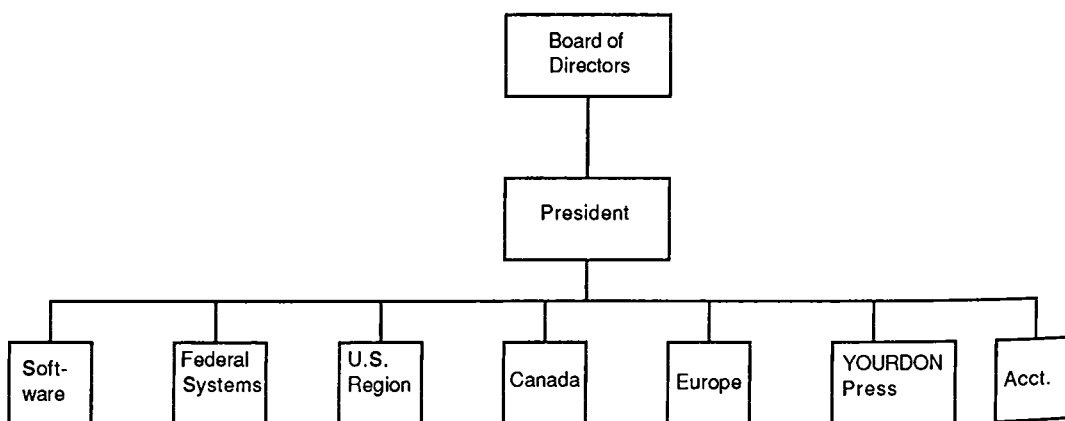 Board of
Directors
President
Soft-
ware
Federal
Systems
U.S.
Region
Canada
Europe
YOURDON
Press
Acct.